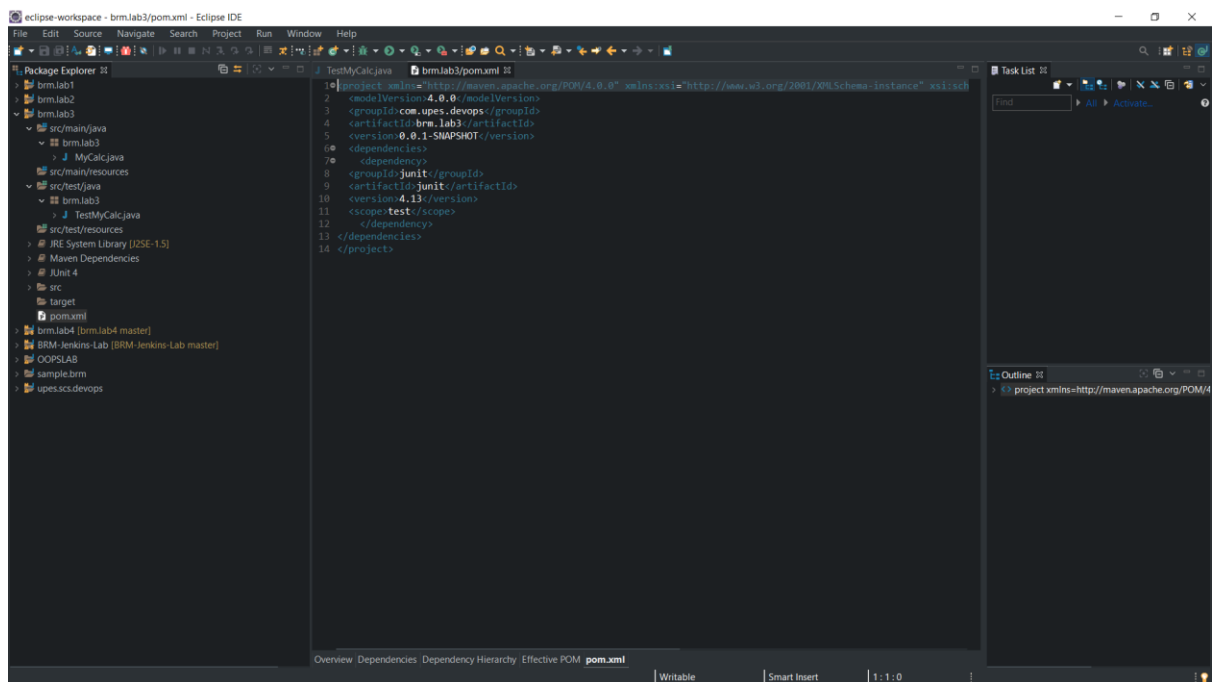 eclipse-workspace - brm.lab3/pom.xml - Eclipse IDE
File Edit Source Navigate Search Project Run Window Help
Package Explorer
brm.lab1
brm.lab2
brm.lab3
src/main/java
brm.lab3
MyCalc.java
src/main/resources
src/test/java
brm.lab3
TestMyCalc.java
src/test/resources
JRE System Library [J2SE-1.5]
Maven Dependencies
JUnit 4
src
target
pom.xml
brm.lab4 [brm.lab4 master]
BRM-Jenkins-Lab [BRM-Jenkins-Lab master]
OOPSLAB
sample.brm
upes.scs.devops
TestMyCalc.java brm.lab3/pom.xml
1 <project xmlns="http://maven.apache.org/POM/4.0.0" xmlns:xsi="http://www.w3.org/2001/XMLSchema-instance" xsi:sch
2 <modelVersion>4.0.0</modelVersion>
3 <groupId>com.upes.devops</groupId>
4 <artifactId>brm.lab3</artifactId>
5 <version>0.0.1-SNAPSHOT</version>
6 <dependencies>
7 <dependency>
8 <groupId>junit</groupId>
9 <artifactId>junit</artifactId>
10 <version>4.13</version>
11 <scope>test</scope>
12 </dependency>
13 </dependencies>
14 </project>
Overview Dependencies Dependency Hierarchy Effective POM pom.xml
Task List
Find All Activate...
Outline
project xmlns=http://maven.apache.org/POM/4
Writable Smart Insert 1 : 1 : 0